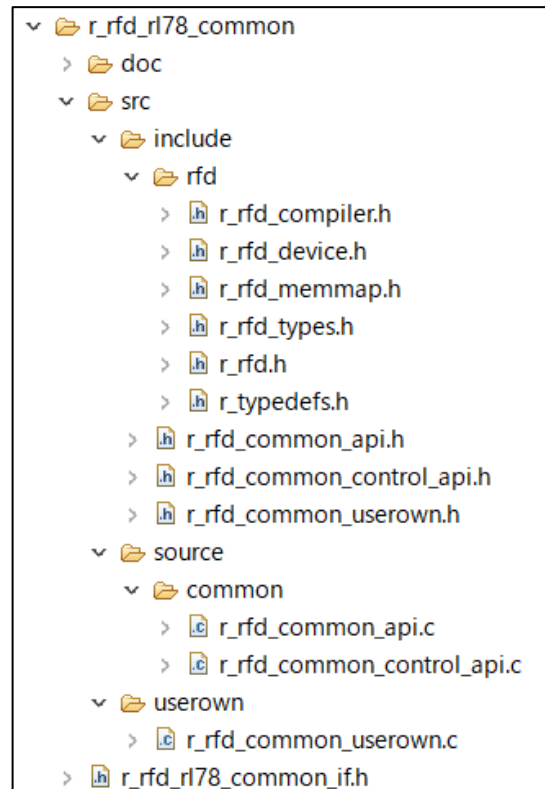 r_rfd_rl78_common
doc
src
include
rfd
.h r_rfd_compiler.h
.h r_rfd_device.h
.h r_rfd_memmap.h
.h r_rfd_types.h
.h r_rfd.h
.h r_typedefs.h
.h r_rfd_common_api.h
.h r_rfd_common_control_api.h
.h r_rfd_common_userown.h
source
common
.c r_rfd_common_api.c
.c r_rfd_common_control_api.c
userown
.c r_rfd_common_userown.c
.h r_rfd_rl78_common_if.h